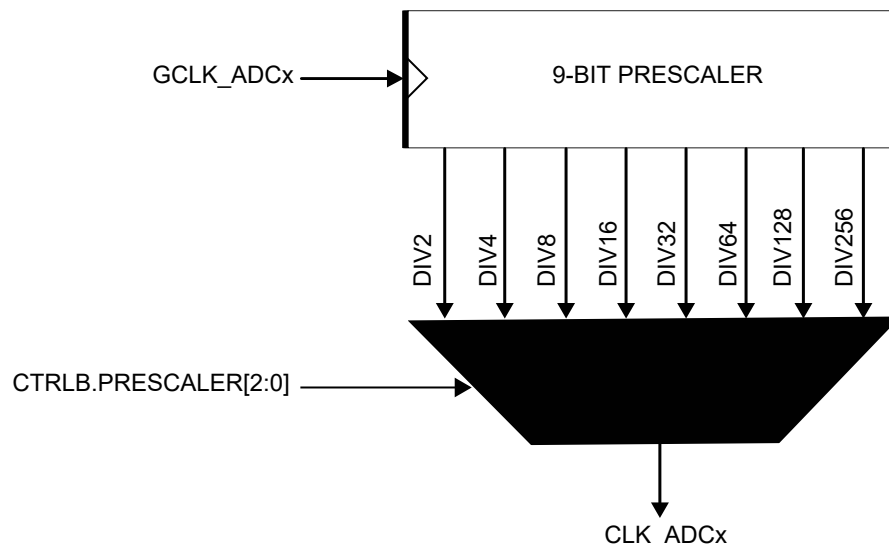 GCLK_ADCx
9-BIT PRESCALER
DIV2
DIV4
DIV8
DIV16
DIV32
DIV64
DIV128
DIV256
CTRLB.PRESCALER[2:0]
CLK_ADCx